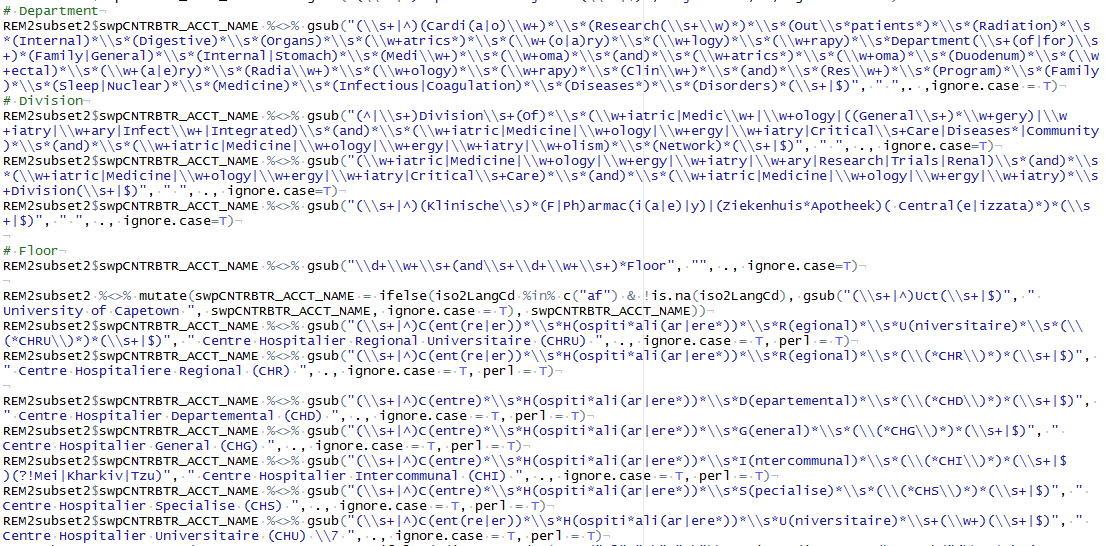 # Department
REM2subset2$swpCNTRBTR_ACCT_NAME %<>% gsub("(\\s+|^)(Cardi(a|o)\\w+)*\\s*(Research(\\s+\\w)*)*\\s*(Out\\s*patients*)*\\s*(Radiation)*\\s
*(Internal)*\\s*(Digestive)*\\s*(Organs)*\\s*(\\w+atrics*)*\\s*(\\w+(o|a)ry)*\\s*(\\w+logy)*\\s*(\\w+rapy)*\\s*Department(\\s+(of|for)\\s
+)*(Family|General)*\\s*(Internal|Stomach)*\\s*(Medi\\w+)*\\s*(\\w+oma)*\\s*(and)*\\s*(\\w+atrics*)*\\s*(\\w+oma)*\\s*(Duodenum)*\\s*(\\w
+ectal)*\\s*(\\w+(a|e)ry)*\\s*(Radia\\w+)*\\s*(\\w+ology)*\\s*(\\w+rapy)*\\s*(Clin\\w+)*\\s*(and)*\\s*(Res\\w+)*\\s*(Program)*\\s*(Family
)*\\s*(Sleep|Nuclear)*\\s*(Medicine)*\\s*(Infectious|Coagulation)*\\s*(Diseases*)*\\s*(Disorders)*(\\s+|$)", " ", ., ignore.case = T)
# Division
REM2subset2$swpCNTRBTR_ACCT_NAME %<>% gsub("(^|\\s+)Division\\s+(Of)*\\s*(\\w+iatric|Medic\\w+|\\w+ology|((General\\s+)*\\w+gery)|\\w
+iatry|\\w+ary|Infect\\w+|Integrated)\\s*(and)*\\s*(\\w+iatric|Medicine|\\w+ology|\\w+ergy|\\w+iatry|Critical\\s+Care|Diseases*|Community
)*\\s*(and)*\\s*(\\w+iatric|Medicine|\\w+ology|\\w+ergy|\\w+iatry|\\w+olism)*\\s*(Network)*(\\s+|$)", " ", ., ignore.case=T)
REM2subset2$swpCNTRBTR_ACCT_NAME %<>% gsub("(\\w+iatric|Medicine|\\w+ology|\\w+ergy|\\w+iatry|\\w+ary|Research|Trials|Renal)\\s*(and)*\\s
*(\\w+iatric|Medicine|\\w+ology|\\w+ergy|\\w+iatry|Critical\\s+Care)*\\s*(and)*\\s*(\\w+iatric|Medicine|\\w+ology|\\w+ergy|\\w+iatry)*\\s
+Division(\\s+|$)", " ", ., ignore.case=T)
REM2subset2$swpCNTRBTR_ACCT_NAME %<>% gsub("(\\s+|^)(Klinische\\s)*(F|Ph)armac(i(a|e)|y)|(Ziekenhuis*Apotheek)( Central(e|izzata)*)*(\\s
+|$)", " ", ., ignore.case=T)
# Floor
REM2subset2$swpCNTRBTR_ACCT_NAME %<>% gsub("\\d+\\w+\\s+(and\\s+\\d+\\w+\\s+)*Floor", "", ., ignore.case=T)
REM2subset2 %<>% mutate(swpCNTRBTR_ACCT_NAME = ifelse(iso2LangCd %in% c("af") & !is.na(iso2LangCd), gsub("(\\s+|^)Uct(\\s+|$)", "
University of Capetown ", swpCNTRBTR_ACCT_NAME, ignore.case = T), swpCNTRBTR_ACCT_NAME))
REM2subset2$swpCNTRBTR_ACCT_NAME %<>% gsub("(\\s+|^)C(ent(re|er))*\\s*H(ospiti*ali(ar|ere*))*\\s*R(egional)*\\s*U(niversitaire)*\\s*(\\
(*CHRU\\)*)*(\\s+|$)", " Centre Hospitalier Regional Universitaire (CHRU) ", ., ignore.case = T, perl = T)
REM2subset2$swpCNTRBTR_ACCT_NAME %<>% gsub("(\\s+|^)C(ent(re|er))*\\s*H(ospiti*ali(ar|ere*))*\\s*R(egional)*\\s*(\\(*CHR\\)*)*(\\s+|$)",
" Centre Hospitaliere Regional (CHR) ", ., ignore.case = T, perl = T)
REM2subset2$swpCNTRBTR_ACCT_NAME %<>% gsub("(\\s+|^)C(entre)*\\s*H(ospiti*ali(ar|ere*))*\\s*D(epartemental)*\\s*(\\(*CHD\\)*)*(\\s+|$)",
" Centre Hospitalier Departemental (CHD) ", ., ignore.case = T, perl = T)
REM2subset2$swpCNTRBTR_ACCT_NAME %<>% gsub("(\\s+|^)C(entre)*\\s*H(ospiti*ali(ar|ere*))*\\s*G(eneral)*\\s*(\\(*CHG\\)*)*(\\s+|$)", "
Centre Hospitalier General (CHG) ", ., ignore.case = T, perl = T)
REM2subset2$swpCNTRBTR_ACCT_NAME %<>% gsub("(\\s+|^)C(entre)*\\s*H(ospiti*ali(ar|ere*))*\\s*I(ntercommunal)*\\s*(\\(*CHI\\)*)*(\\s+|$
)(?!Mei|Kharkiv|Tzu)", " Centre Hospitalier Intercommunal (CHI) ", ., ignore.case = T, perl = T)
REM2subset2$swpCNTRBTR_ACCT_NAME %<>% gsub("(\\s+|^)C(entre)*\\s*H(ospiti*ali(ar|ere*))*\\s*S(pecialise)*\\s*(\\(*CHS\\)*)*(\\s+|$)", "
Centre Hospitalier Specialise (CHS) ", ., ignore.case = T, perl = T)
REM2subset2$swpCNTRBTR_ACCT_NAME %<>% gsub("(\\s+|^)C(ent(re|er))*\\s*H(ospiti*ali(ar|ere*))*\\s*U(niversitaire)*\\s+(\\w+)(\\s+|$)", "
Centre Hospitalier Universitaire (CHU) \\7 ", ., ignore.case = T, perl = T)